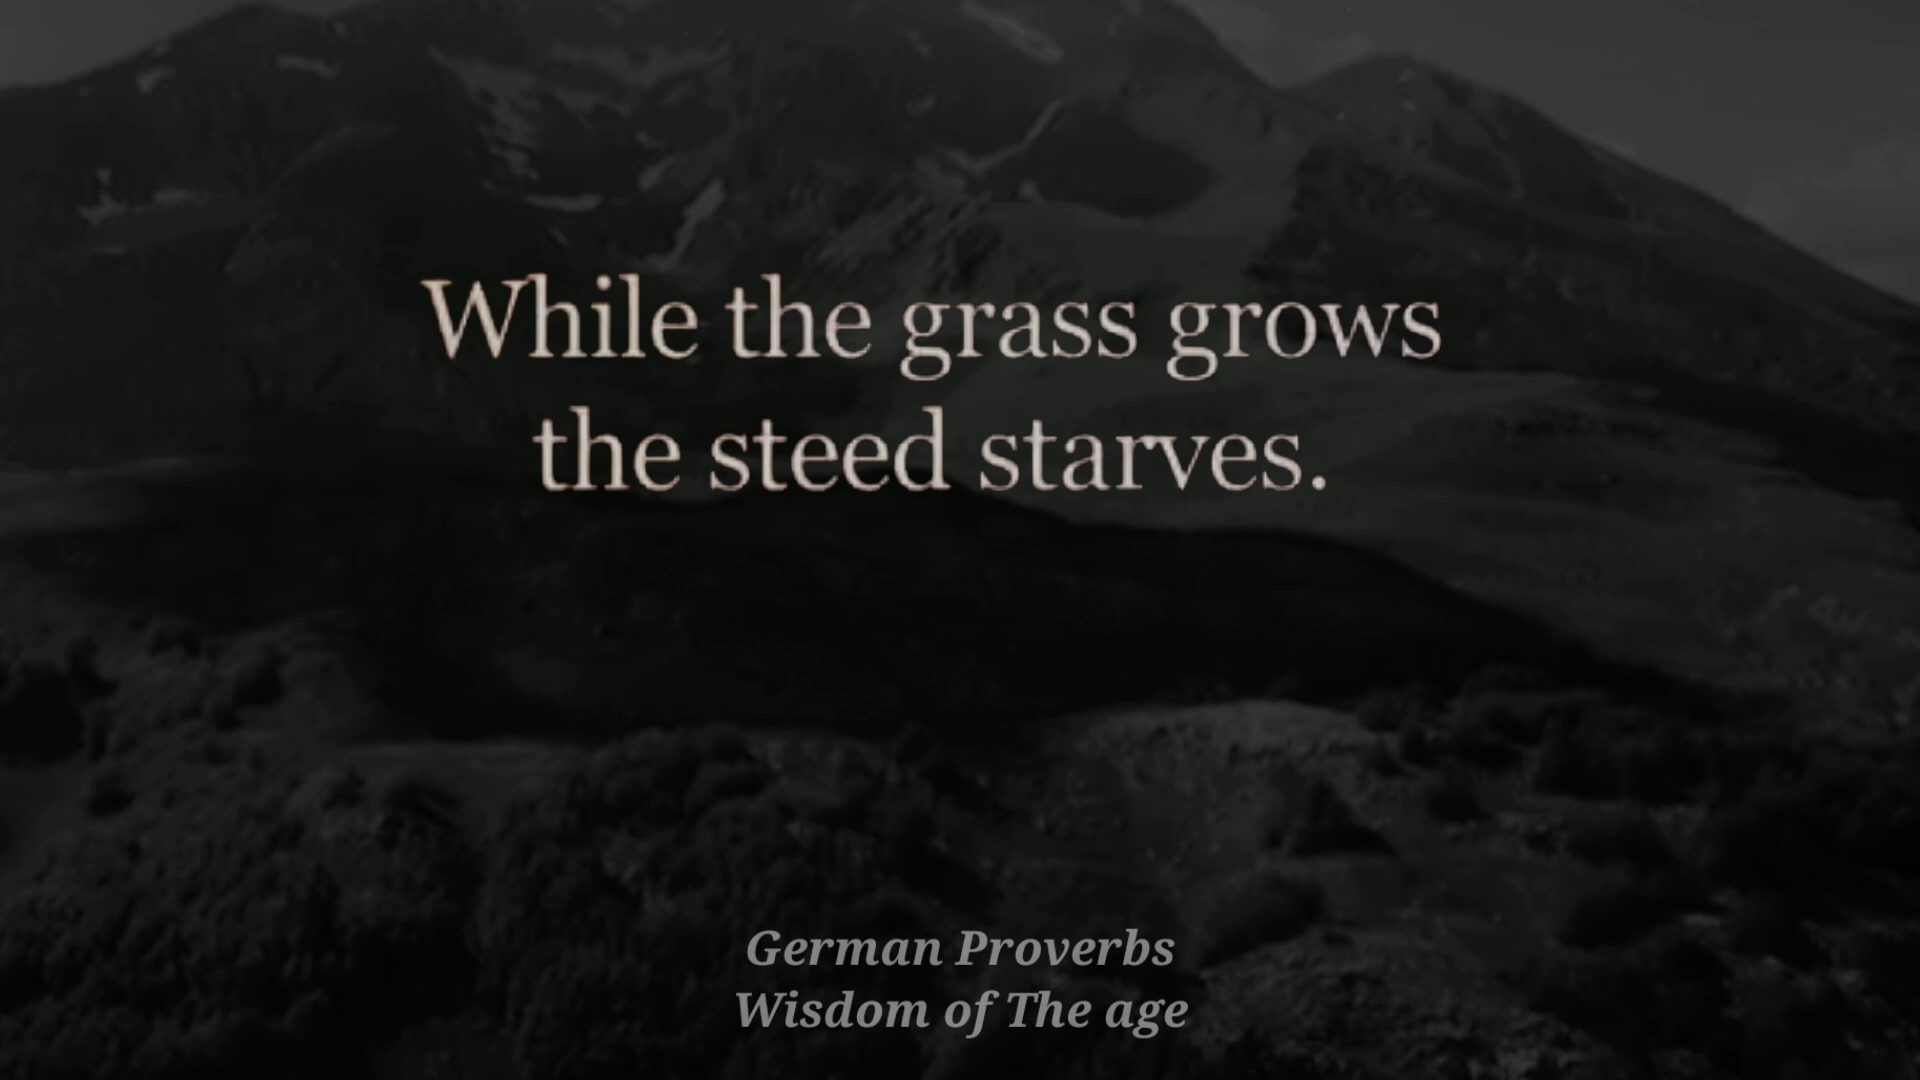 While the grass grows
the steed starves.
German Proverbs
Wisdom of The age